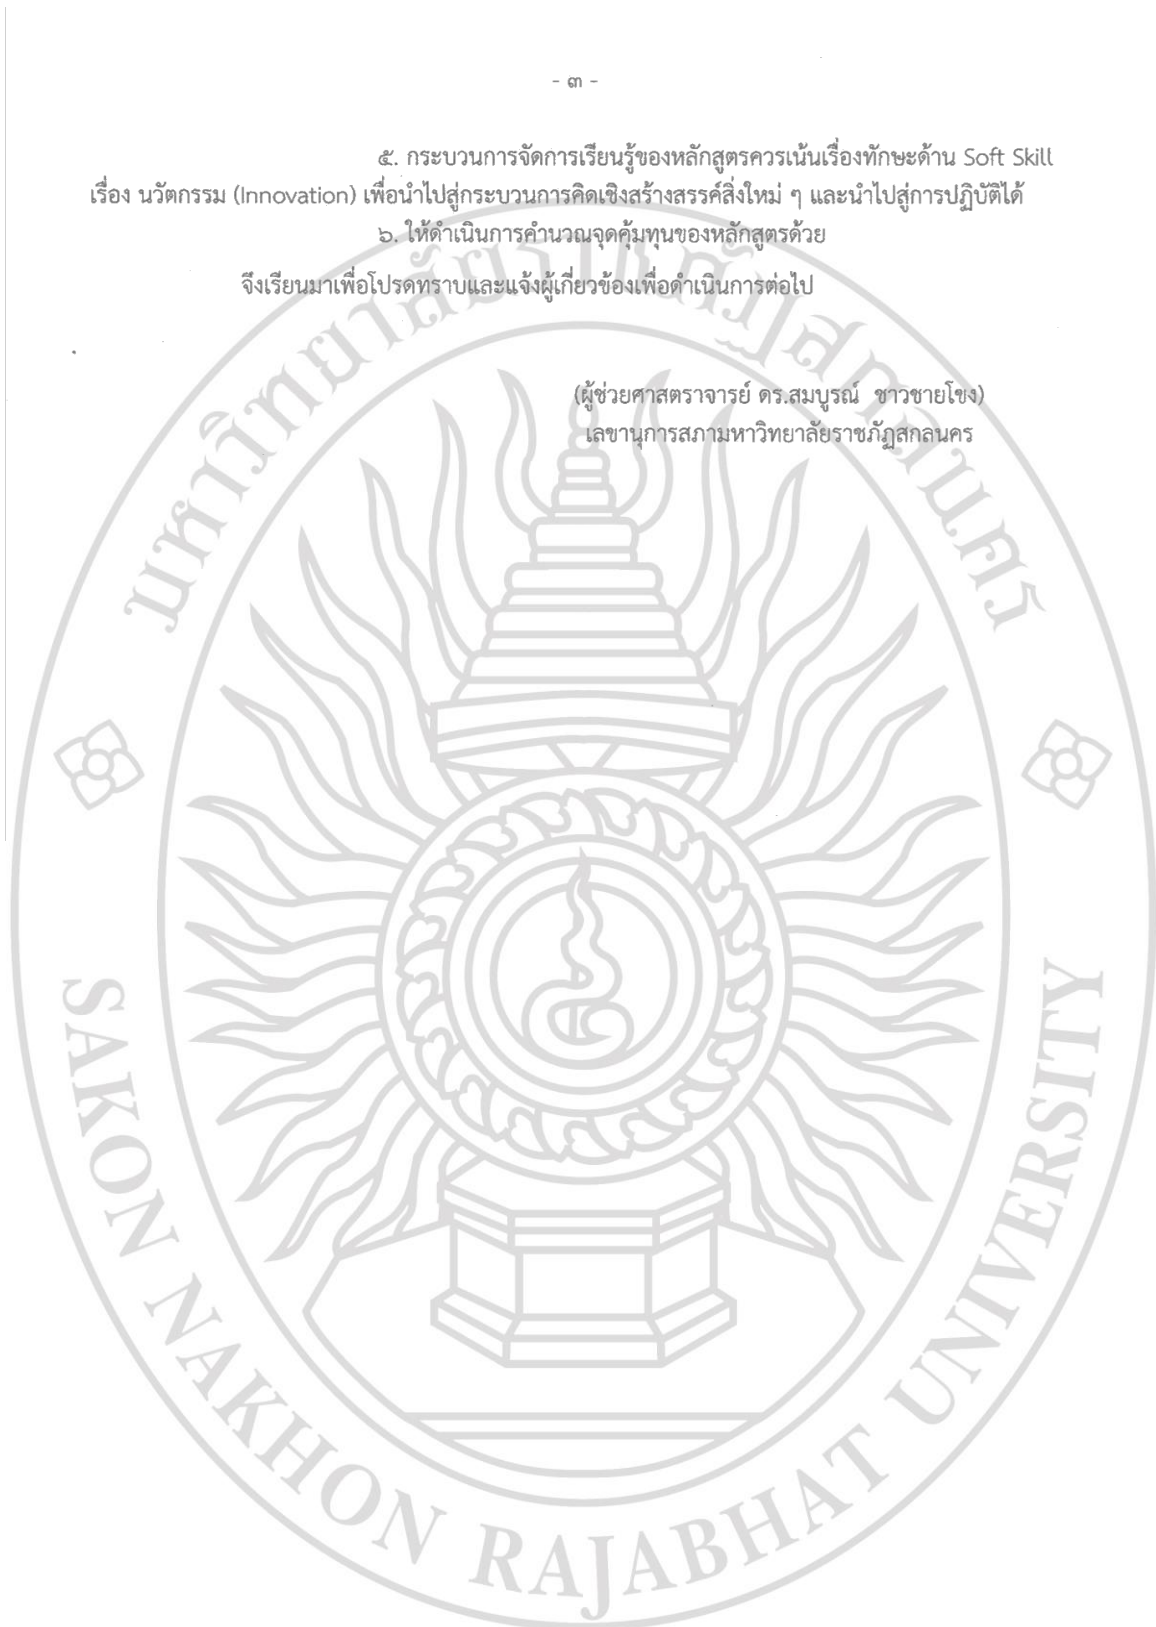 - ๓ -
๕. กระบวนการจัดการเรียนรู้ของหลักสูตรควรเน้นเรื่องทักษะด้าน Soft Skill
เรื่อง นวัตกรรม (Innovation) เพื่อนำไปสู่กระบวนการคิดเชิงสร้างสรรค์สิ่งใหม่ ๆ และนำไปสู่การปฏิบัติได้
๖. ให้ดำเนินการคำนวณจุดคุ้มทุนของหลักสูตรด้วย
จึงเรียนมาเพื่อโปรดทราบและแจ้งผู้เกี่ยวข้องเพื่อดำเนินการต่อไป
(ผู้ช่วยศาสตราจารย์ ดร.สมบูรณ์ ชาวชายโขง)
เลขานุการสภามหาวิทยาลัยราชภัฏสกลนคร
มหาวิทยาลัยราชภัฏสกลนคร
SAKON NAKHON RAJABHAT UNIVERSITY